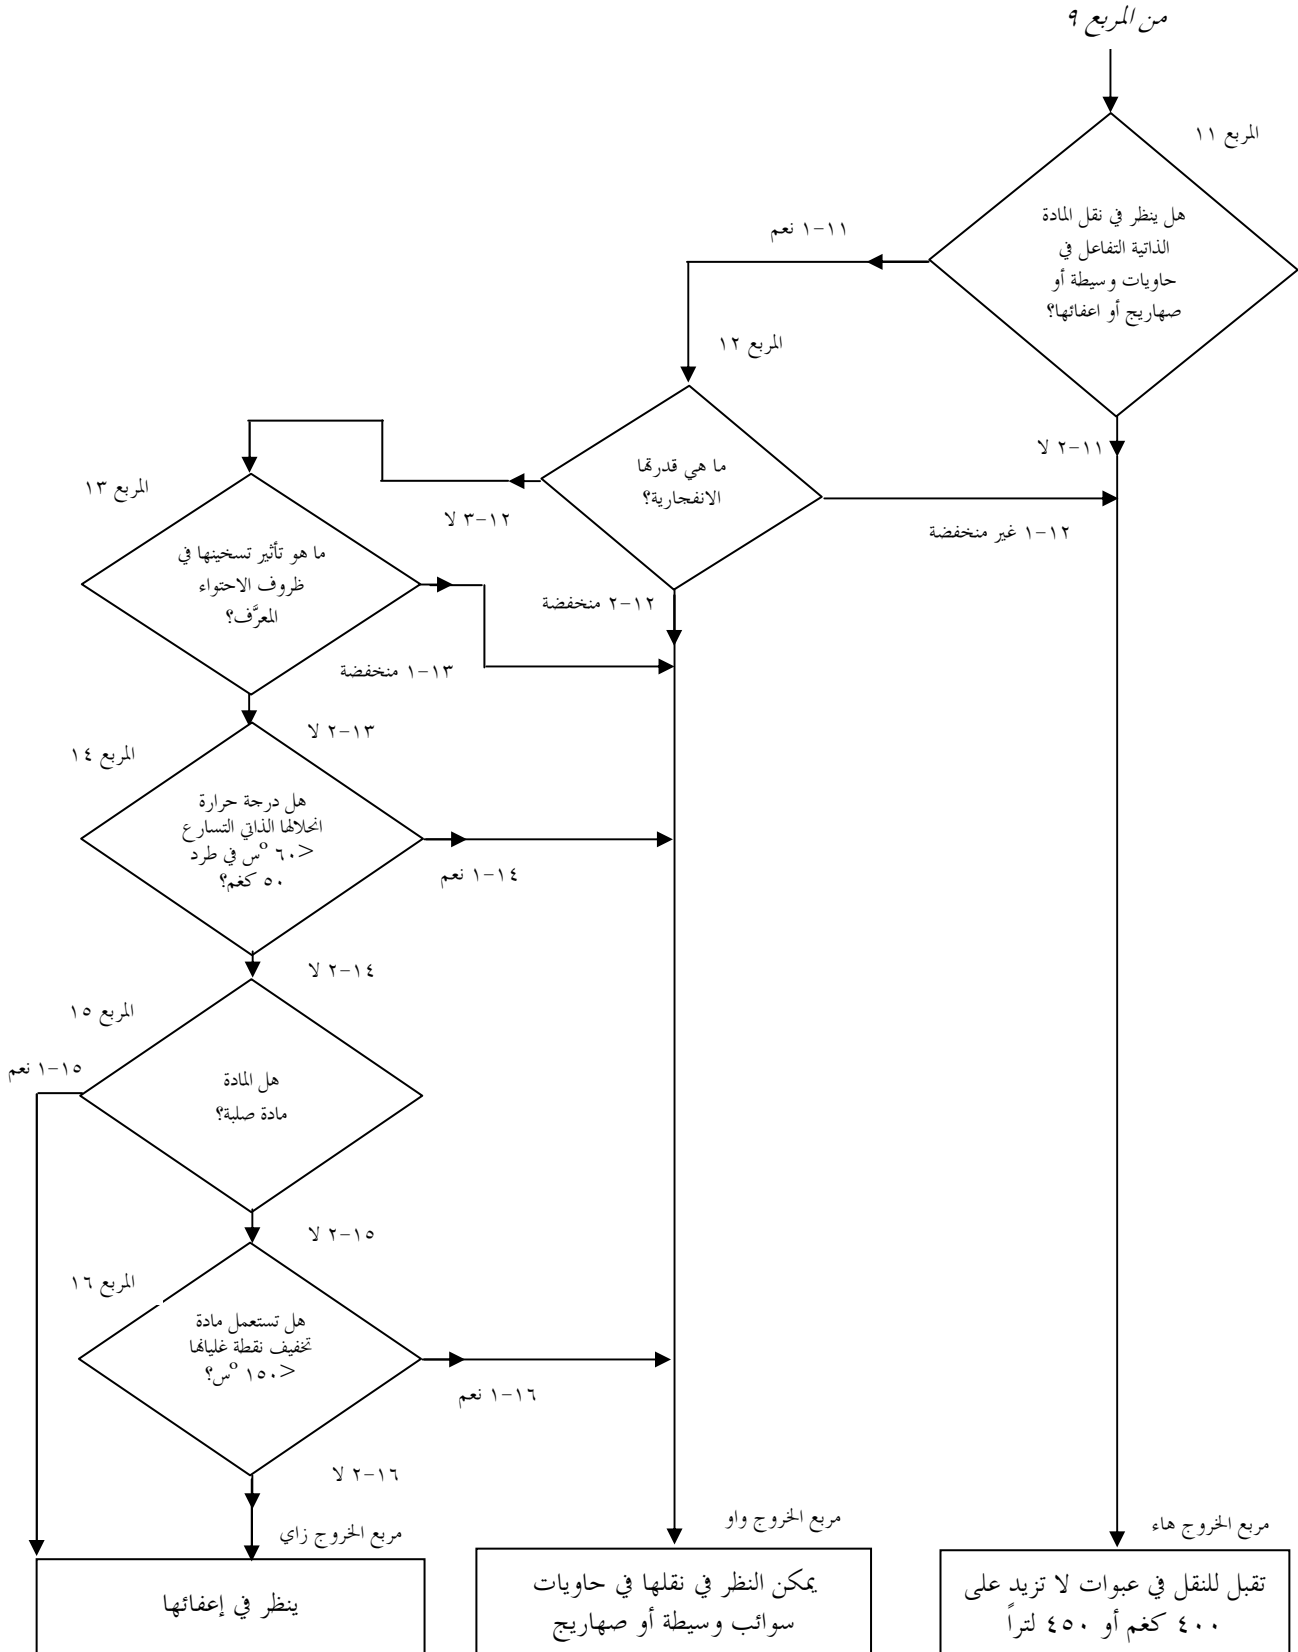 من المربع ٩
المربع ١١
هل ينظر في نقل المادة
الذاتية التفاعل في
حاويات وسيطة أو
صهاريج أو اعفائها؟
١١-١ نعم
١١-٢ لا
المربع ١٢
ما هي قدرتها
الانفجارية؟
١٢-١ غير منخفضة
١٢-٢ منخفضة
١٢-٣ لا
المربع ١٣
ما هو تأثير تسخينها في
ظروف الاحتواء
المعرَّف؟
١٣-١ منخفضة
١٣-٢ لا
المربع ١٤
هل درجة حرارة
انحلالها الذاتي التسارع
<٦٠ °س في طرد
٥٠ كغم؟
١٤-١ نعم
١٤-٢ لا
المربع ١٥
هل المادة
مادة صلبة؟
١٥-١ نعم
١٥-٢ لا
المربع ١٦
هل تستعمل مادة
تخفيف نقطة غليانها
<١٥٠ °س؟
١٦-١ نعم
١٦-٢ لا
مربع الخروج هاء
تقبل للنقل في عبوات لا تزيد على
٤٠٠ كغم أو ٤٥٠ لتراً
مربع الخروج واو
يمكن النظر في نقلها في حاويات
سوائب وسيطة أو صهاريج
مربع الخروج زاي
ينظر في إعفائها